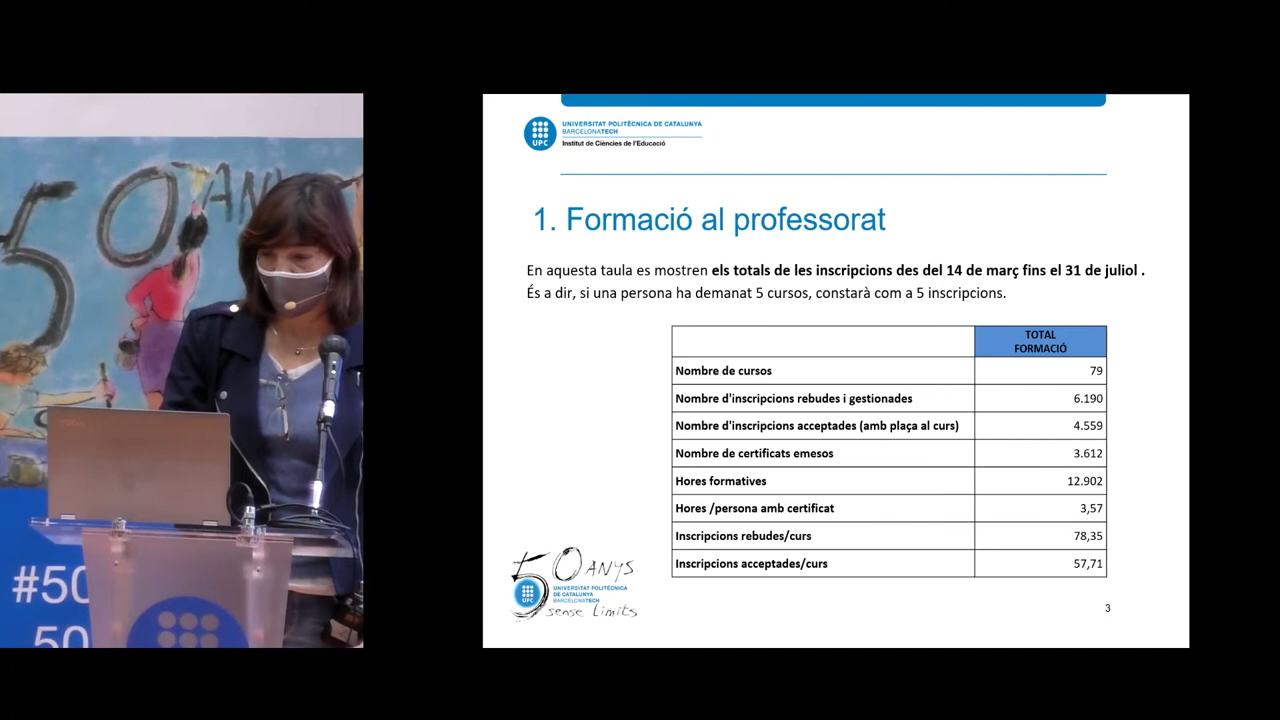 50 ANY
#50
50
UNIVERSITAT POLITÈCNICA DE CATALUNYA
BARCELONATECH
Institut de Ciències de l'Educació
UPC
1. Formació al professorat
En aquesta taula es mostren els totals de les inscripcions des del 14 de març fins el 31 de juliol .
És a dir, si una persona ha demanat 5 cursos, constarà com a 5 inscripcions.
TOTAL
FORMACIÓ
Nombre de cursos 79
Nombre d'inscripcions rebudes i gestionades 6.190
Nombre d'inscripcions acceptades (amb plaça al curs) 4.559
Nombre de certificats emesos 3.612
Hores formatives 12.902
Hores /persona amb certificat 3,57
Inscripcions rebudes/curs 78,35
Inscripcions acceptades/curs 57,71
50 ANYS
UNIVERSITAT POLITÈCNICA
DE CATALUNYA
BARCELONATECH
UPC
sense límits
3